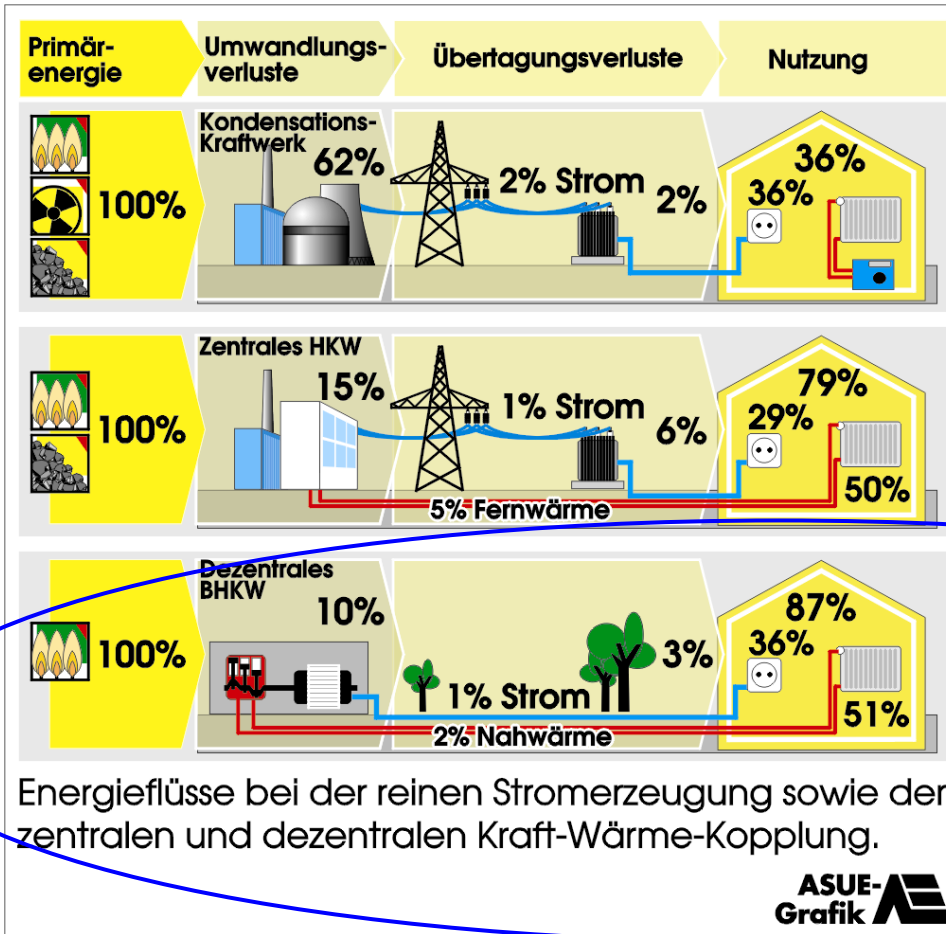 Primär-
energie
Umwandlungs-
verluste
Übertagungsverluste
Nutzung
Kondensations-
Kraftwerk
62%
100%
2% Strom
2%
36%
36%
Zentrales HKW
15%
100%
1% Strom
6%
5% Fernwärme
79%
29%
50%
Dezentrales
BHKW
10%
100%
1% Strom
3%
2% Nahwärme
87%
36%
51%
Energieflüsse bei der reinen Stromerzeugung sowie der
zentralen und dezentralen Kraft-Wärme-Kopplung.
ASUE-
Grafik